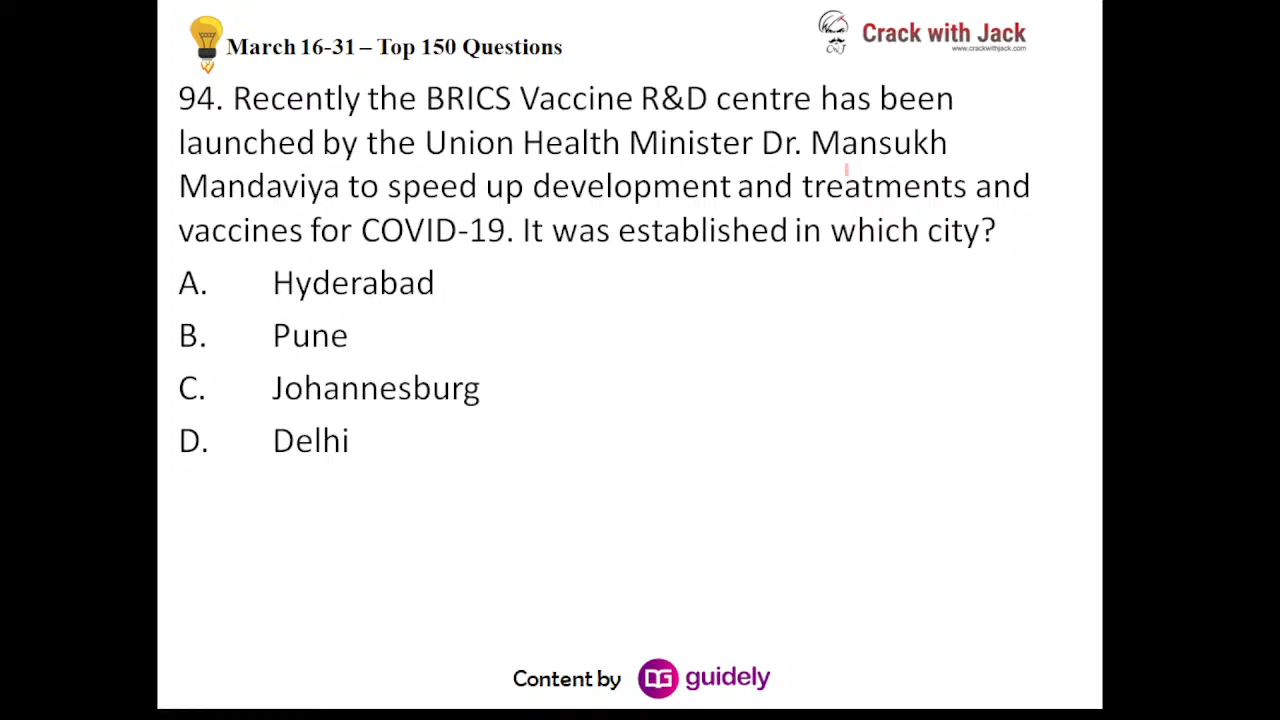 March 16-31 – Top 150 Questions
Crack with Jack
www.crackwithjack.com
CWJ
94. Recently the BRICS Vaccine R&D centre has been
launched by the Union Health Minister Dr. Mansukh
Mandaviya to speed up development and treatments and
vaccines for COVID-19. It was established in which city?
A. Hyderabad
B. Pune
C. Johannesburg
D. Delhi
Content by guidely